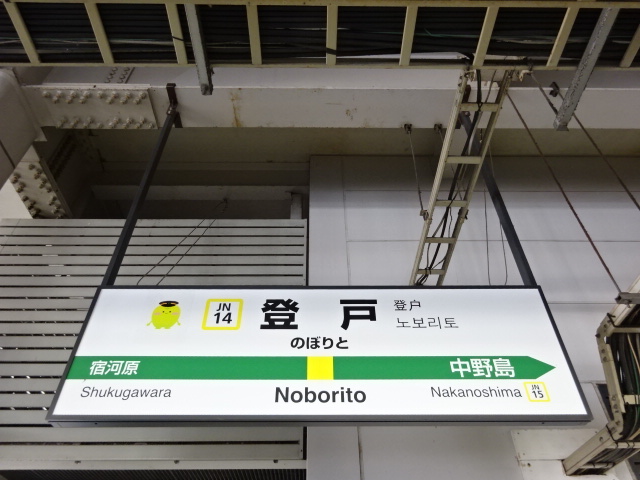 JN
14
登戸
登户
노보리토
のぼりと
宿河原
中野島
Shukugawara
Noborito
Nakanoshima
JN
15